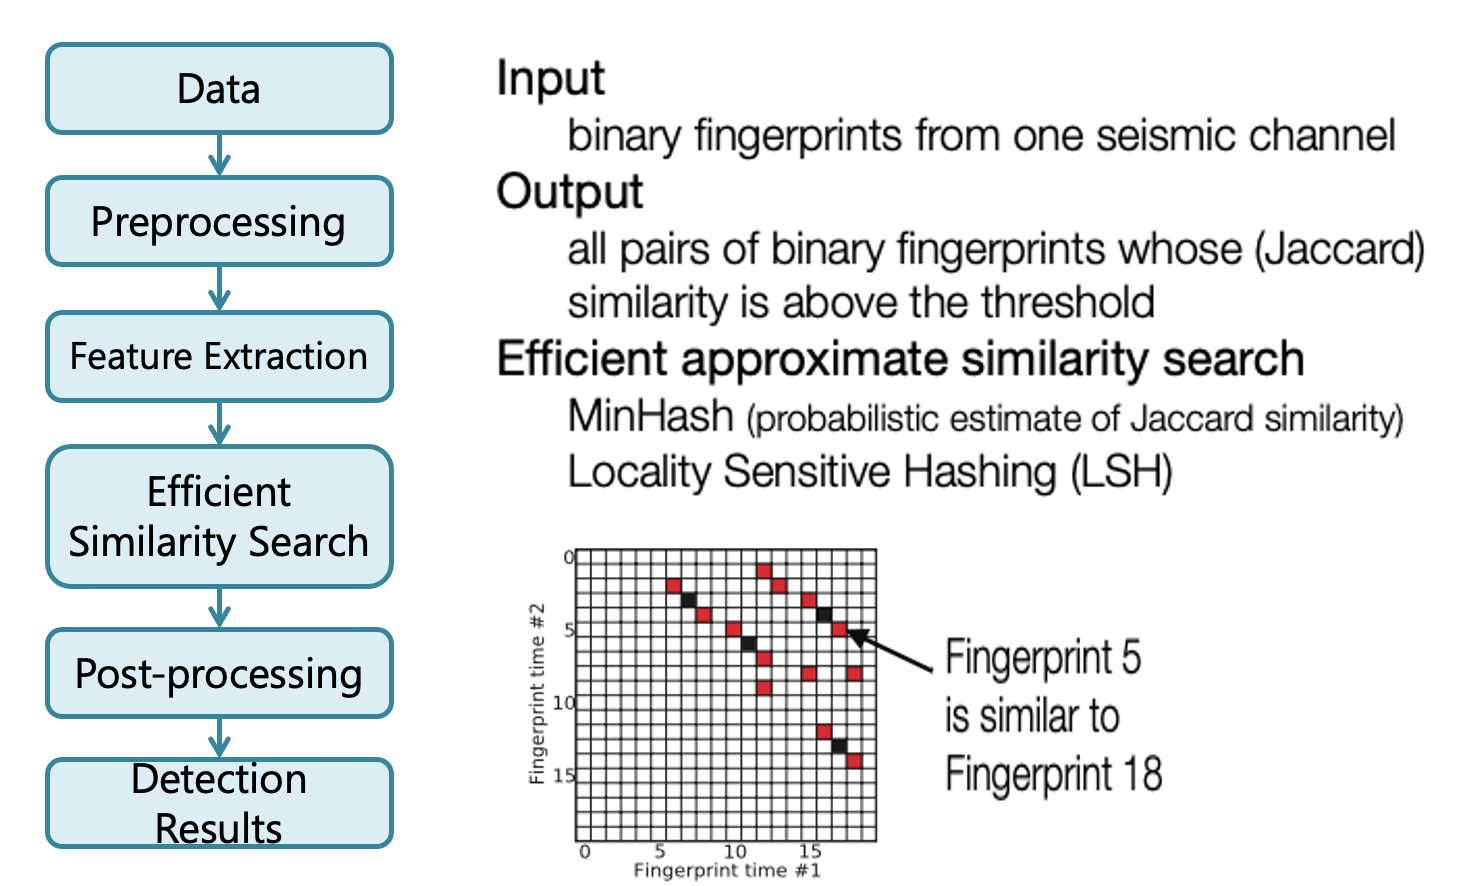 Data
Preprocessing
Feature Extraction
Efficient
Similarity Search
Post-processing
Detection
Results
Input
binary fingerprints from one seismic channel
Output
all pairs of binary fingerprints whose (Jaccard)
similarity is above the threshold
Efficient approximate similarity search
MinHash (probabilistic estimate of Jaccard similarity)
Locality Sensitive Hashing (LSH)
0
5
10
15
Fingerprint time #2
0 5 10 15
Fingerprint time #1
Fingerprint 5
is similar to
Fingerprint 18